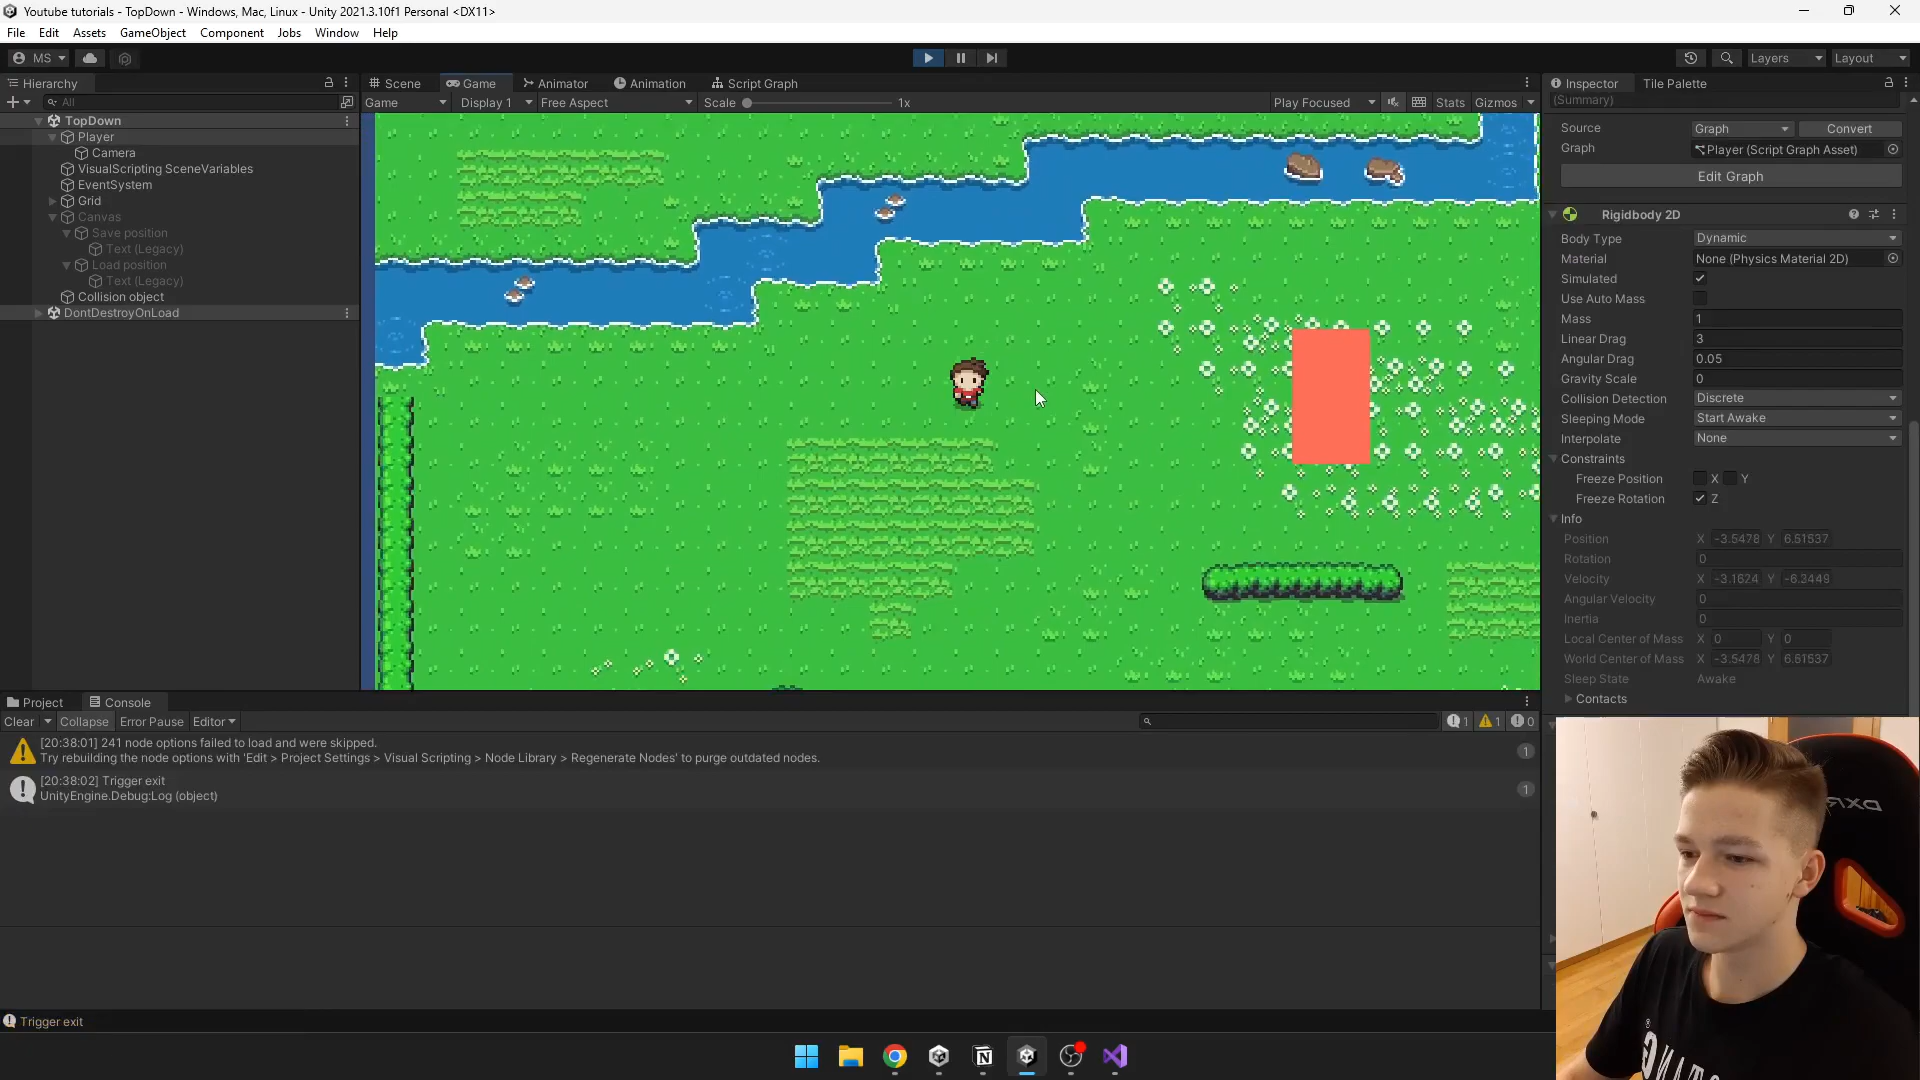 Youtube tutorials - TopDown - Windows, Mac, Linux - Unity 2021.3.10f1 Personal <DX11>
File Edit Assets GameObject Component Jobs Window Help
MS
Layers Layout
Hierarchy
All
TopDown
Player
Camera
VisualScripting SceneVariables
EventSystem
Grid
Canvas
Save position
Text (Legacy)
Load position
Text (Legacy)
Collision object
DontDestroyOnLoad
Scene Game Animator Animation Script Graph
Game Display 1 Free Aspect Scale 1x Play Focused Stats Gizmos
Inspector Tile Palette
(Summary)
Source Graph Convert
Graph Player (Script Graph Asset)
Edit Graph
Rigidbody 2D
Body Type Dynamic
Material None (Physics Material 2D)
Simulated
Use Auto Mass
Mass 1
Linear Drag 3
Angular Drag 0.05
Gravity Scale 0
Collision Detection Discrete
Sleeping Mode Start Awake
Interpolate None
Constraints
Freeze Position X Y
Freeze Rotation Z
Info
Position X -3.5478 Y 6.51537
Rotation 0
Velocity X -3.1624 Y -6.3449
Angular Velocity 0
Inertia 0
Local Center of Mass X 0 Y 0
World Center of Mass X -3.5478 Y 6.51537
Sleep State Awake
Contacts
Project Console
Clear Collapse Error Pause Editor
1 1 0
[20:38:01] 241 node options failed to load and were skipped.
Try rebuilding the node options with 'Edit > Project Settings > Visual Scripting > Node Library > Regenerate Nodes' to purge outdated nodes.
1
[20:38:02] Trigger exit
UnityEngine.Debug:Log (object)
1
Trigger exit